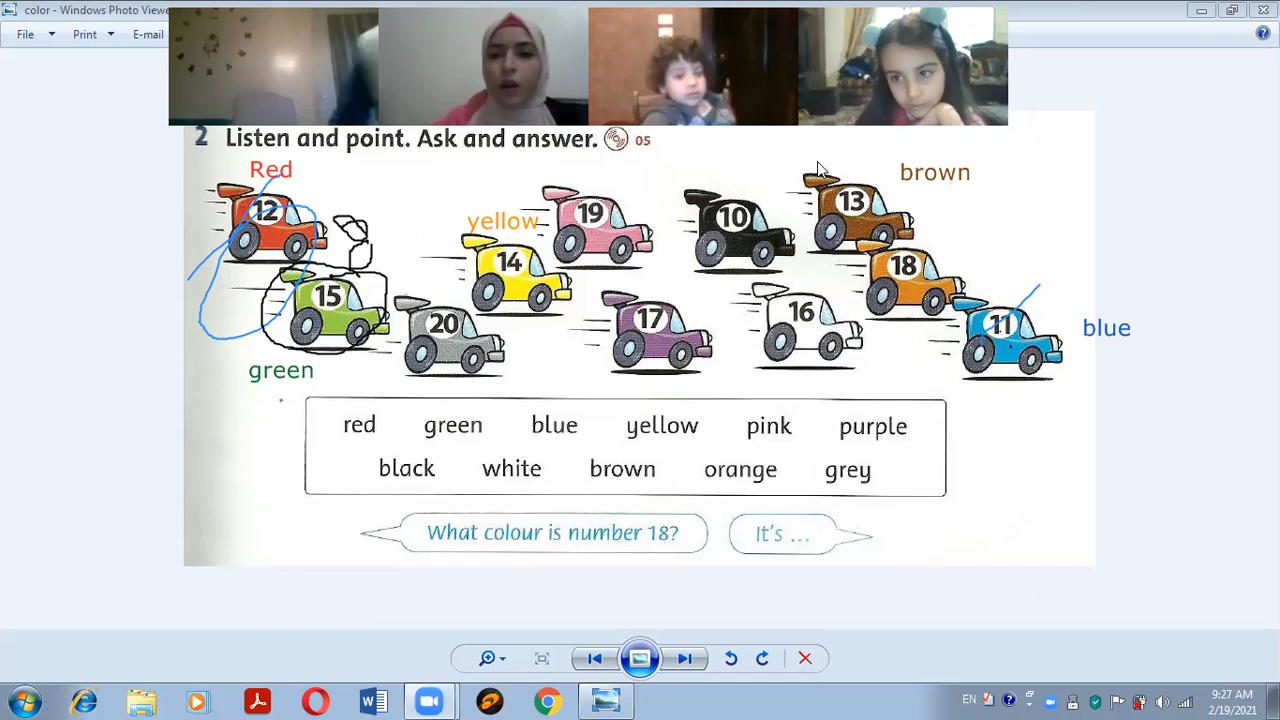 color - Windows Photo Viewer
File Print E-mail
2 Listen and point. Ask and answer. 05
Red
brown
12
19
10
13
yellow
14
18
15
20
17
16
11
blue
green
red green blue yellow pink purple
black white brown orange grey
What colour is number 18? It's ...
EN 9:27 AM
2/19/2021